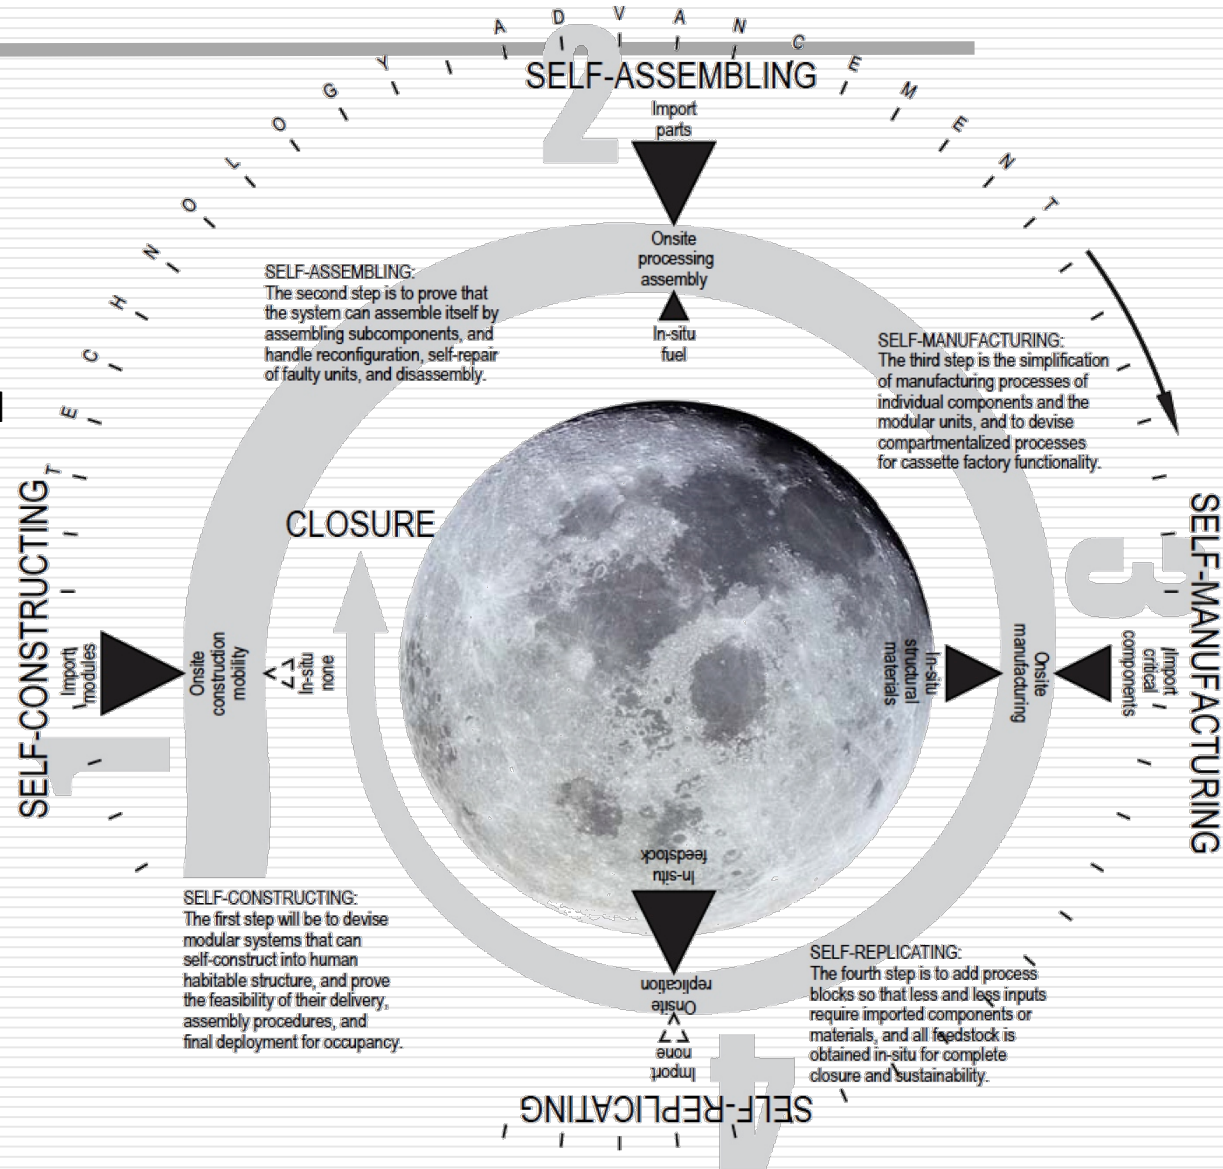 TECHNOLOGY ADVANCEMENT
2
SELF-ASSEMBLING
Import
parts
Onsite
processing
assembly
In-situ
fuel
SELF-ASSEMBLING:
The second step is to prove that
the system can assemble itself by
assembling subcomponents, and
handle reconfiguration, self-repair
of faulty units, and disassembly.
SELF-MANUFACTURING:
The third step is the simplification
of manufacturing processes of
individual components and the
modular units, and to devise
compartmentalized processes
for cassette factory functionality.
CLOSURE
SELF-CONSTRUCTING
1
Import
modules
Onsite
construction
mobility
In-situ
none
In-situ
structural
materials
Onsite
manufacturing
Import
critical
components
3
SELF-MANUFACTURING
In-situ
feedstock
Onsite
replication
Import
none
4
SELF-REPLICATING
SELF-CONSTRUCTING:
The first step will be to devise
modular systems that can
self-construct into human
habitable structure, and prove
the feasibility of their delivery,
assembly procedures, and
final deployment for occupancy.
SELF-REPLICATING:
The fourth step is to add process
blocks so that less and less inputs
require imported components or
materials, and all feedstock is
obtained in-situ for complete
closure and sustainability.